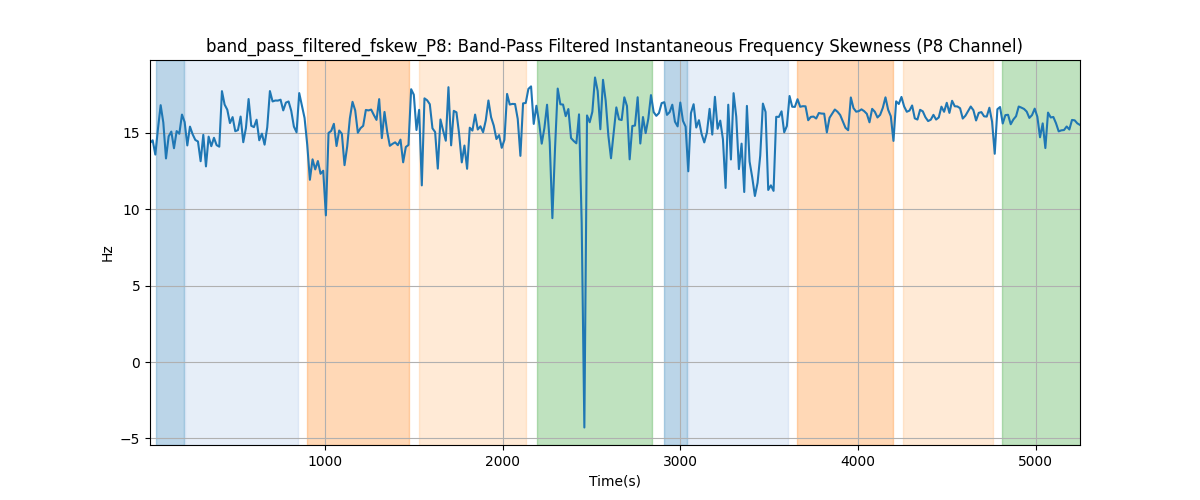 band_pass_filtered_fskew_P8: Band-Pass Filtered Instantaneous Frequency Skewness (P8 Channel)
15
10
5
0
−5
Hz
1000 2000 3000 4000 5000
Time(s)